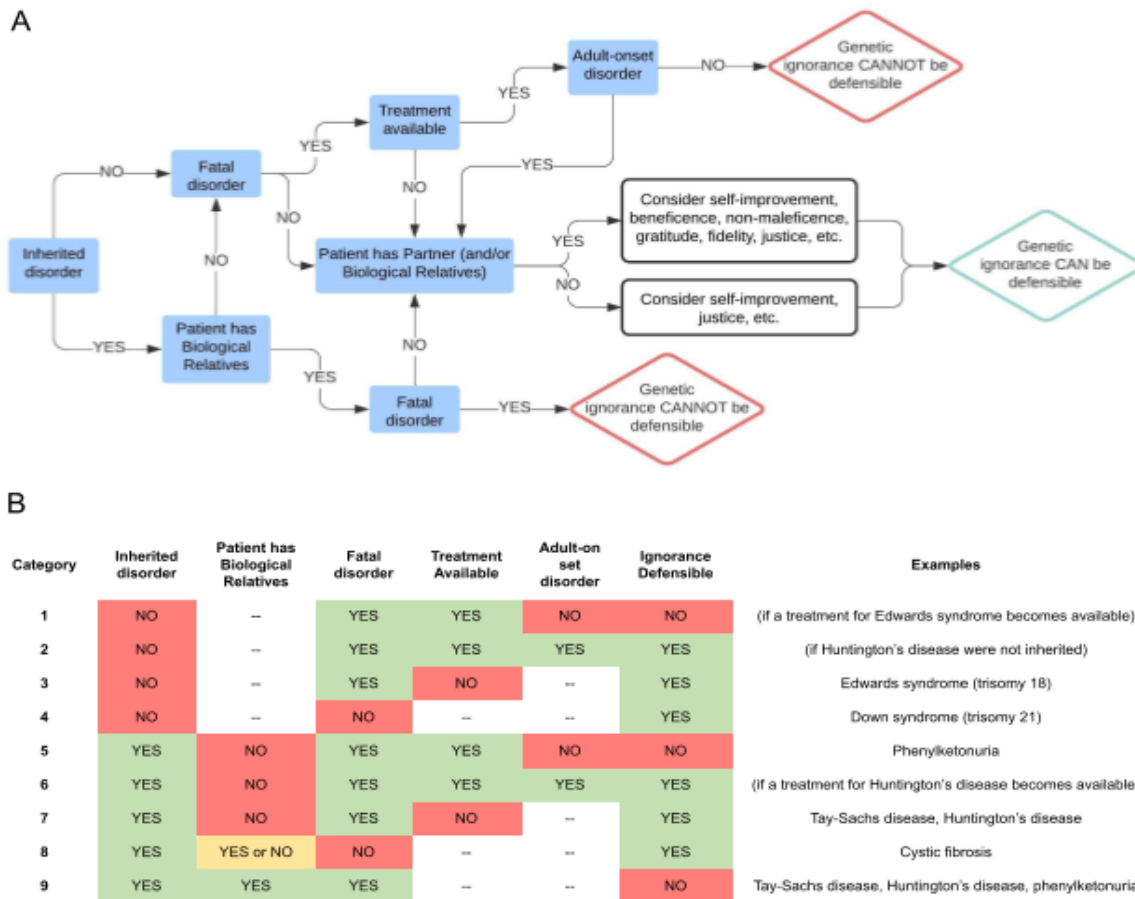 A
Adult-onset
disorder
NO
Genetic
ignorance CANNOT be
defensible
YES
Treatment
available
YES
YES
NO
Fatal
disorder
NO
NO
Consider self-improvement,
beneficence, non-maleficence,
gratitude, fidelity, justice, etc.
Inherited
disorder
NO
Patient has Partner (and/or
Biological Relatives)
YES
NO
Genetic
ignorance CAN be
defensible
Consider self-improvement,
justice, etc.
YES
Patient has
Biological
Relatives
YES
NO
Fatal
disorder
YES
Genetic
ignorance CANNOT be
defensible
B
Category Inherited disorder Patient has Biological Relatives Fatal disorder Treatment Available Adult-on set disorder Ignorance Defensible Examples
1 NO -- YES YES NO NO (if a treatment for Edwards syndrome becomes available)
2 NO -- YES YES YES YES (if Huntington's disease were not inherited)
3 NO -- YES NO -- YES Edwards syndrome (trisomy 18)
4 NO -- NO -- -- YES Down syndrome (trisomy 21)
5 YES NO YES YES NO NO Phenylketonuria
6 YES NO YES YES YES YES (if a treatment for Huntington's disease becomes available
7 YES NO YES NO -- YES Tay-Sachs disease, Huntington's disease
8 YES YES or NO NO -- -- YES Cystic fibrosis
9 YES YES YES -- -- NO Tay-Sachs disease, Huntington's disease, phenylketonuria